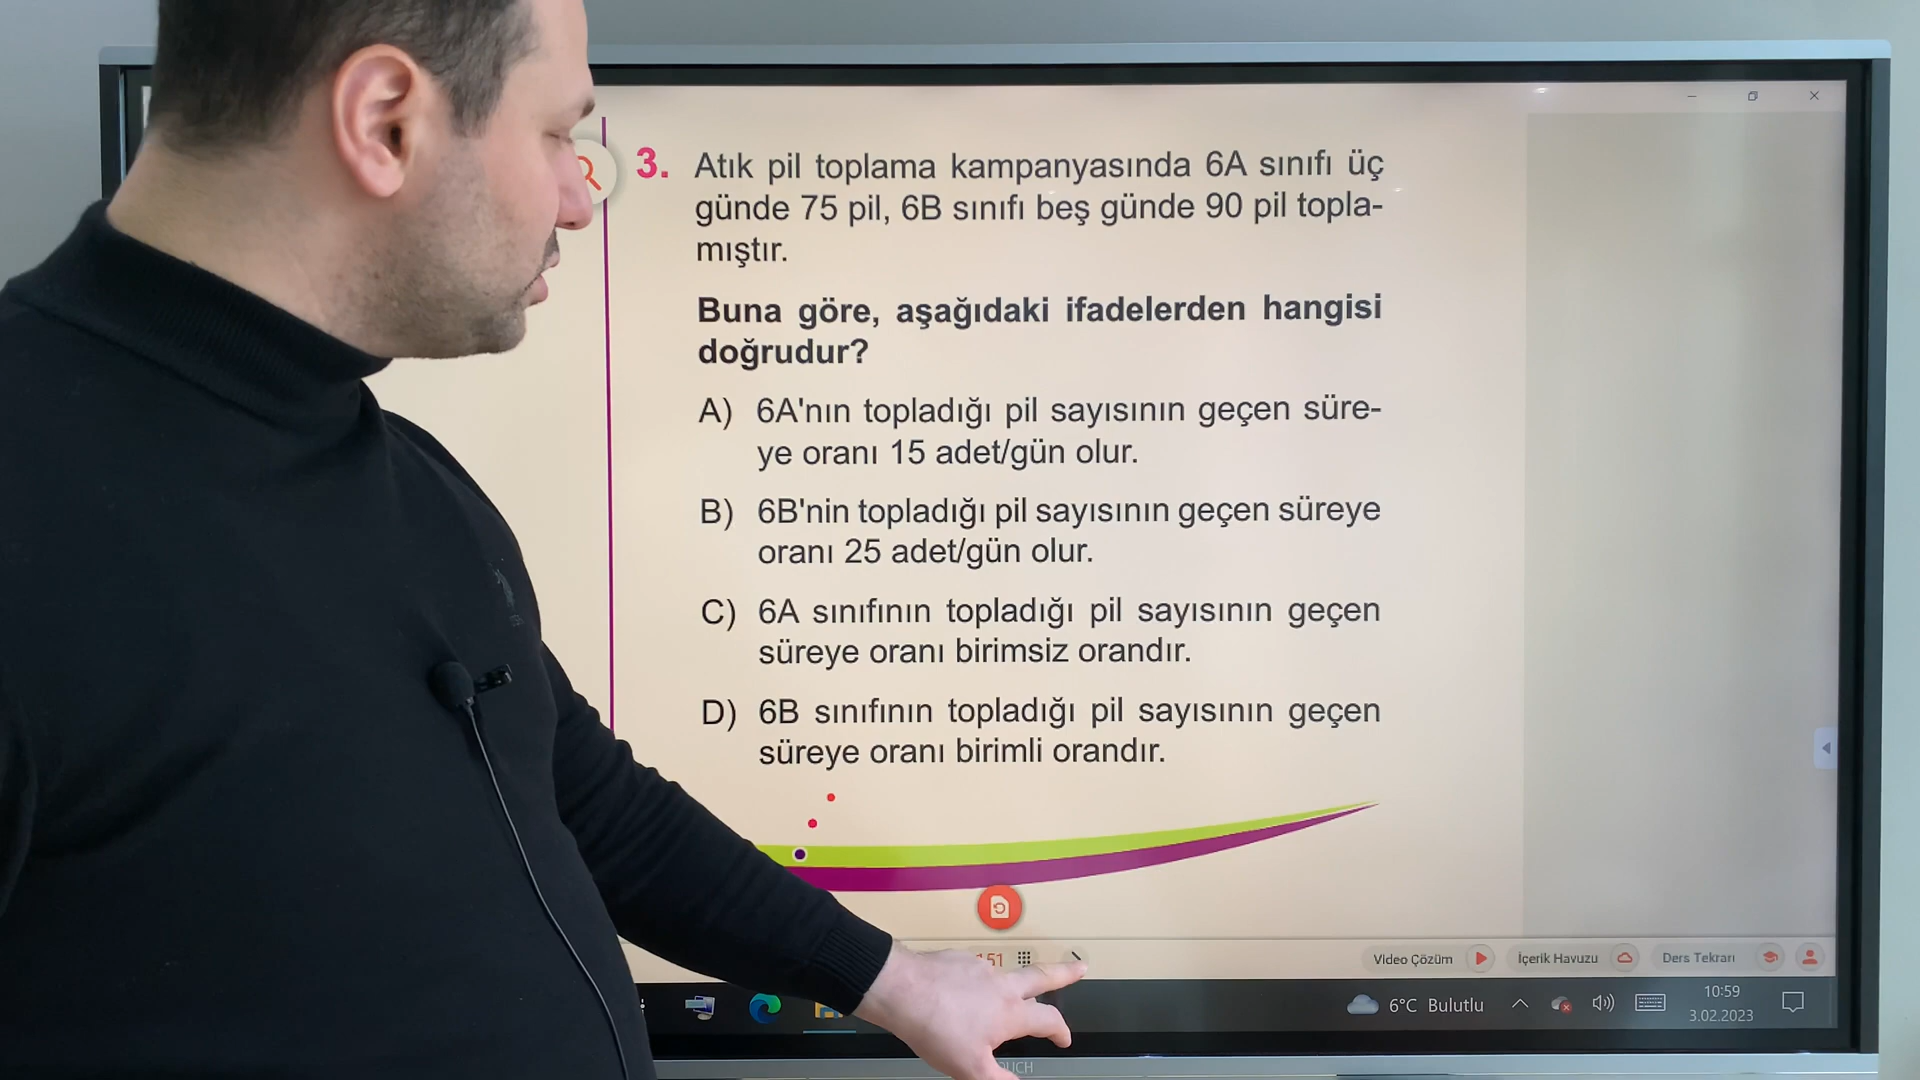 3. Atık pil toplama kampanyasında 6A sınıfı üç
günde 75 pil, 6B sınıfı beş günde 90 pil topla-
mıştır.
Buna göre, aşağıdaki ifadelerden hangisi
doğrudur?
A) 6A'nın topladığı pil sayısının geçen süre-
ye oranı 15 adet/gün olur.
B) 6B'nin topladığı pil sayısının geçen süreye
oranı 25 adet/gün olur.
C) 6A sınıfının topladığı pil sayısının geçen
süreye oranı birimsiz orandır.
D) 6B sınıfının topladığı pil sayısının geçen
süreye oranı birimli orandır.
151
Video Çözüm
İçerik Havuzu
Ders Tekrarı
6°C Bulutlu
10:59
3.02.2023